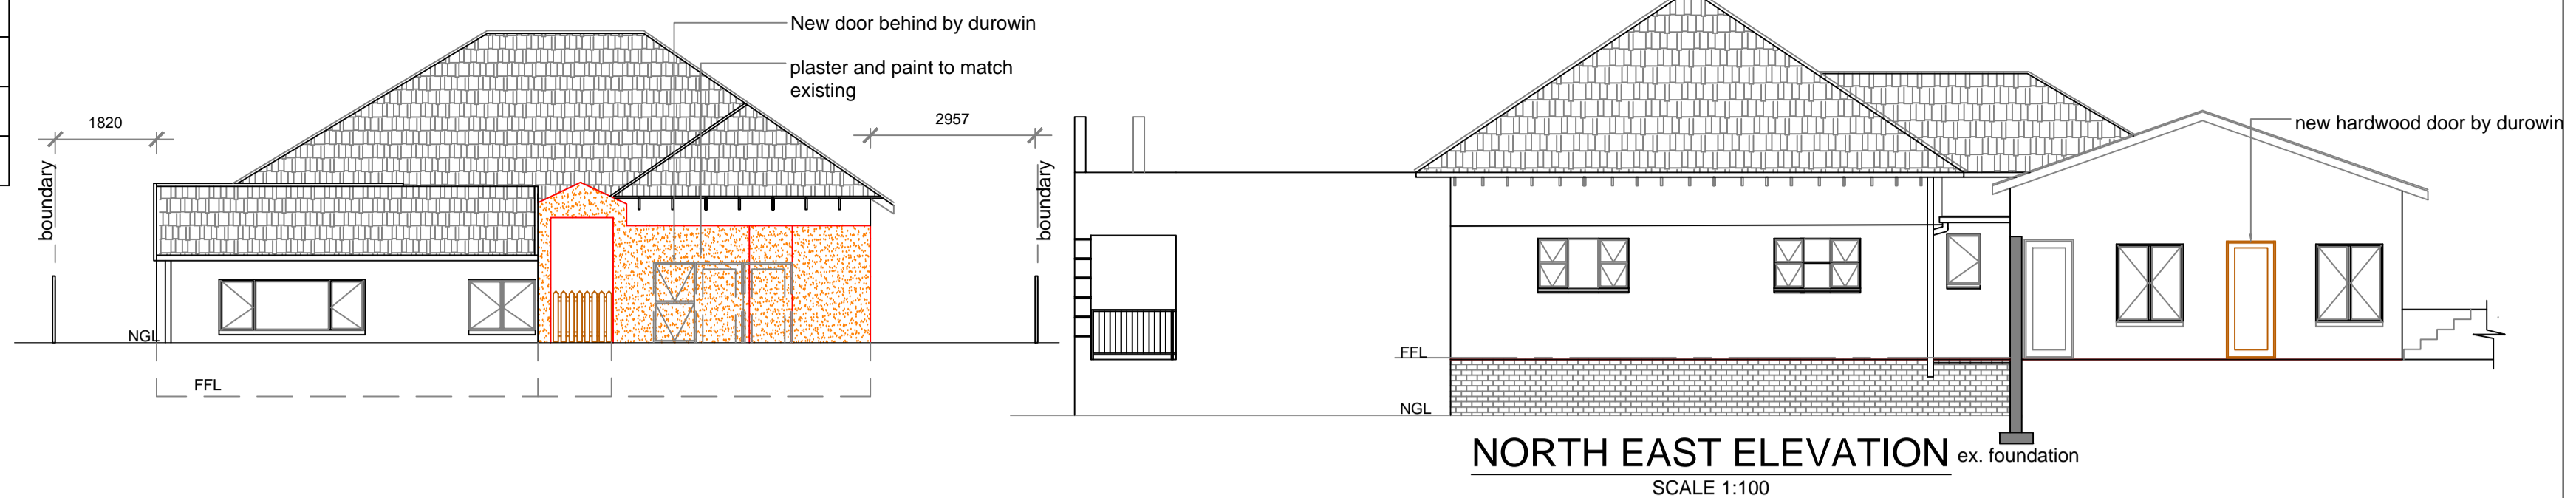 New door behind by durowin
plaster and paint to match
existing
1820
2957
boundary
boundary
NGL
FFL
new hardwood door by durowin
FFL
NGL
NORTH EAST ELEVATION
ex. foundation
SCALE 1:100